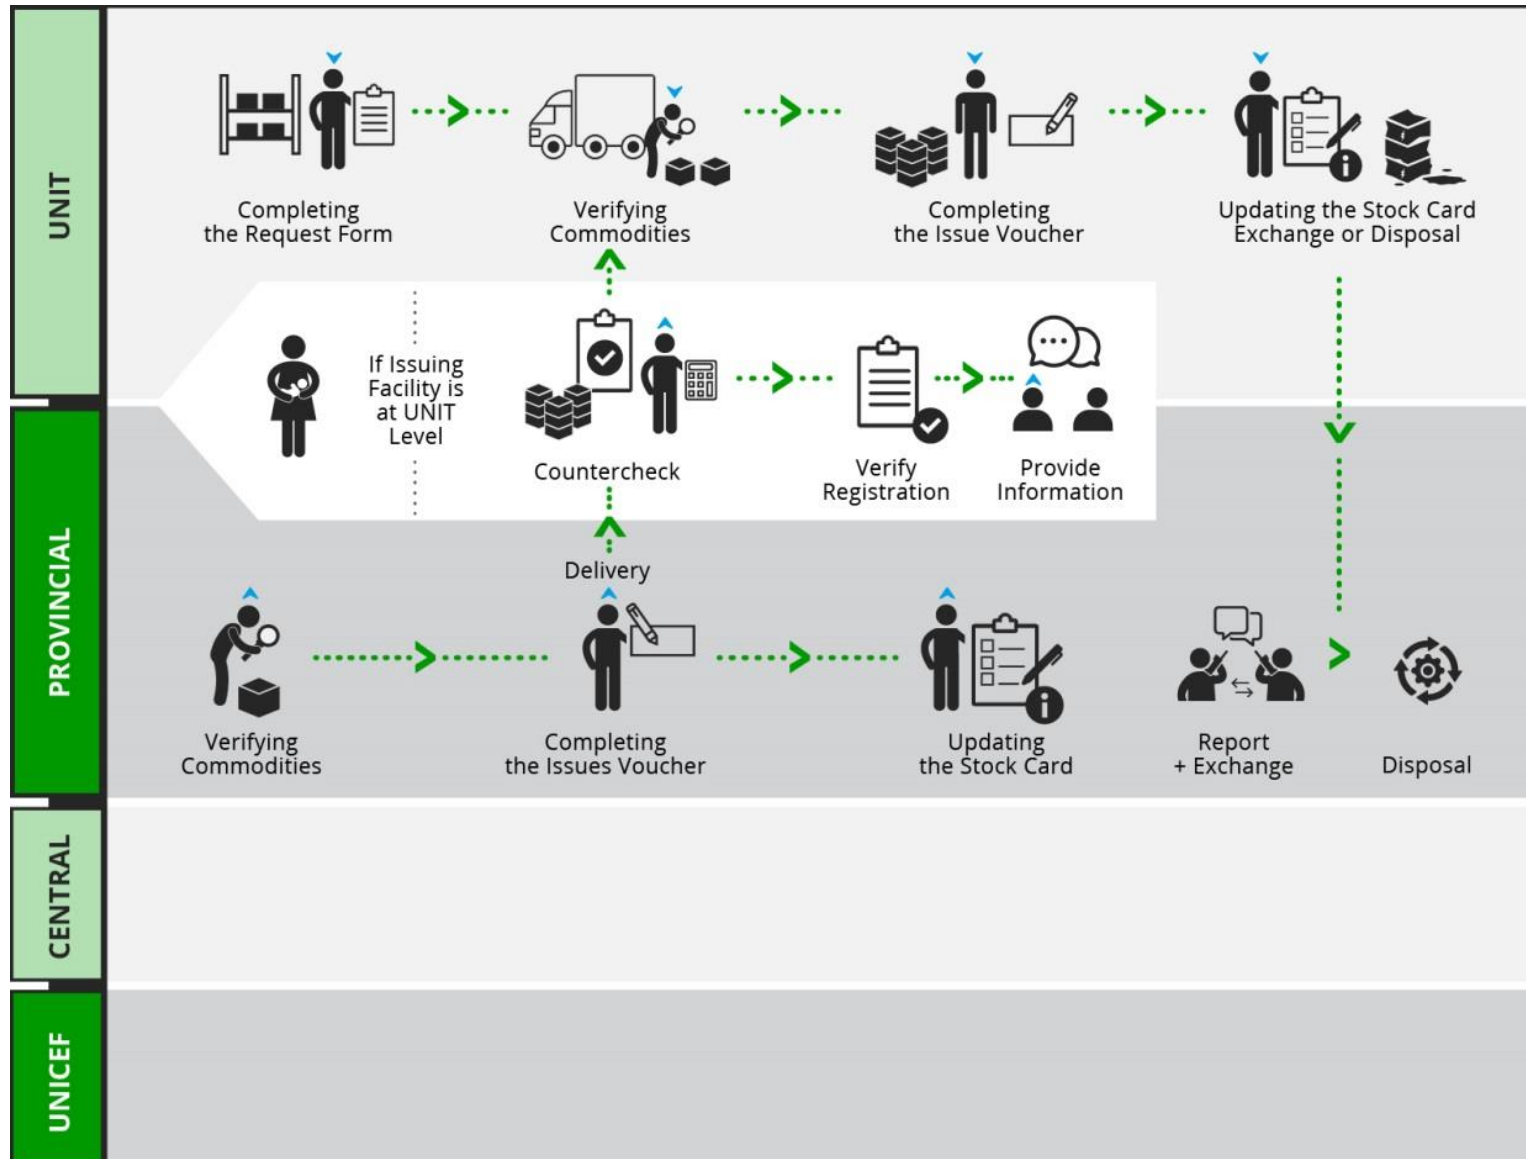 UNIT
Completing
the Request Form
Verifying
Commodities
Completing
the Issue Voucher
Updating the Stock Card
Exchange or Disposal
If Issuing
Facility is
at UNIT
Level
Countercheck
Verify
Registration
Provide
Information
PROVINCIAL
Delivery
Verifying
Commodities
Completing
the Issues Voucher
Updating
the Stock Card
Report
+ Exchange
Disposal
CENTRAL
UNICEF